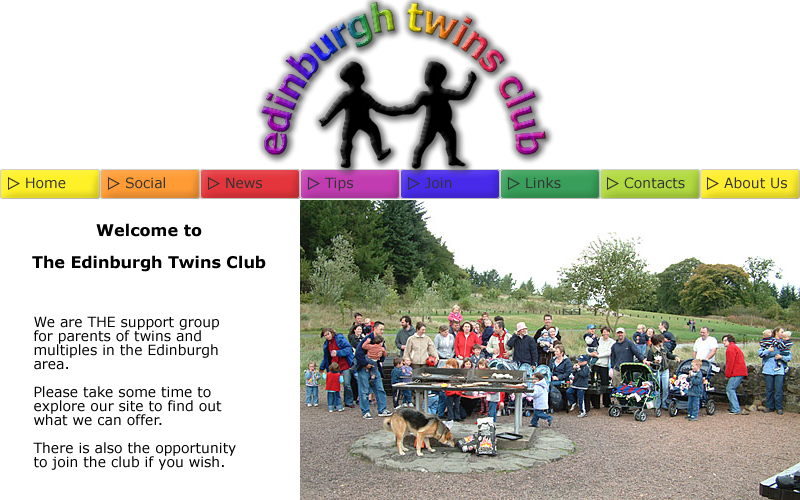 edinburgh twins club
Home Social News Tips Join Links Contacts About Us
Welcome to
The Edinburgh Twins Club
We are THE support group
for parents of twins and
multiples in the Edinburgh
area.
Please take some time to
explore our site to find out
what we can offer.
There is also the opportunity
to join the club if you wish.